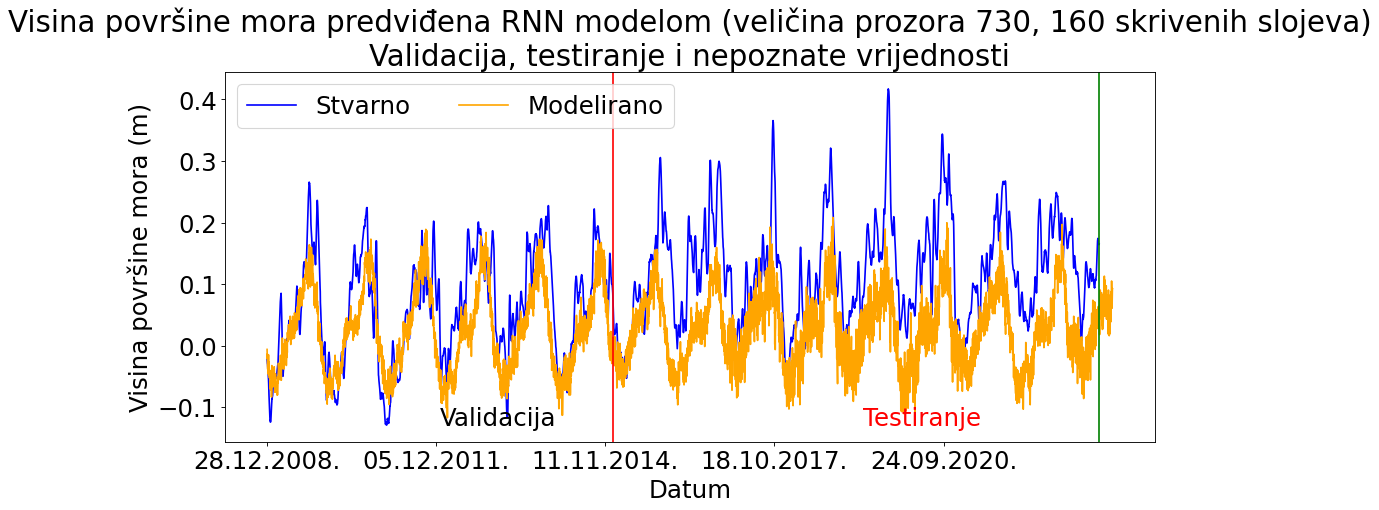 Visina površine mora predviđena RNN modelom (veličina prozora 730, 160 skrivenih slojeva)
Validacija, testiranje i nepoznate vrijednosti
Stvarno
Modelirano
Visina površine mora (m)
0.4
0.3
0.2
0.1
0.0
−0.1
Validacija
Testiranje
28.12.2008.
05.12.2011.
11.11.2014.
18.10.2017.
24.09.2020.
Datum